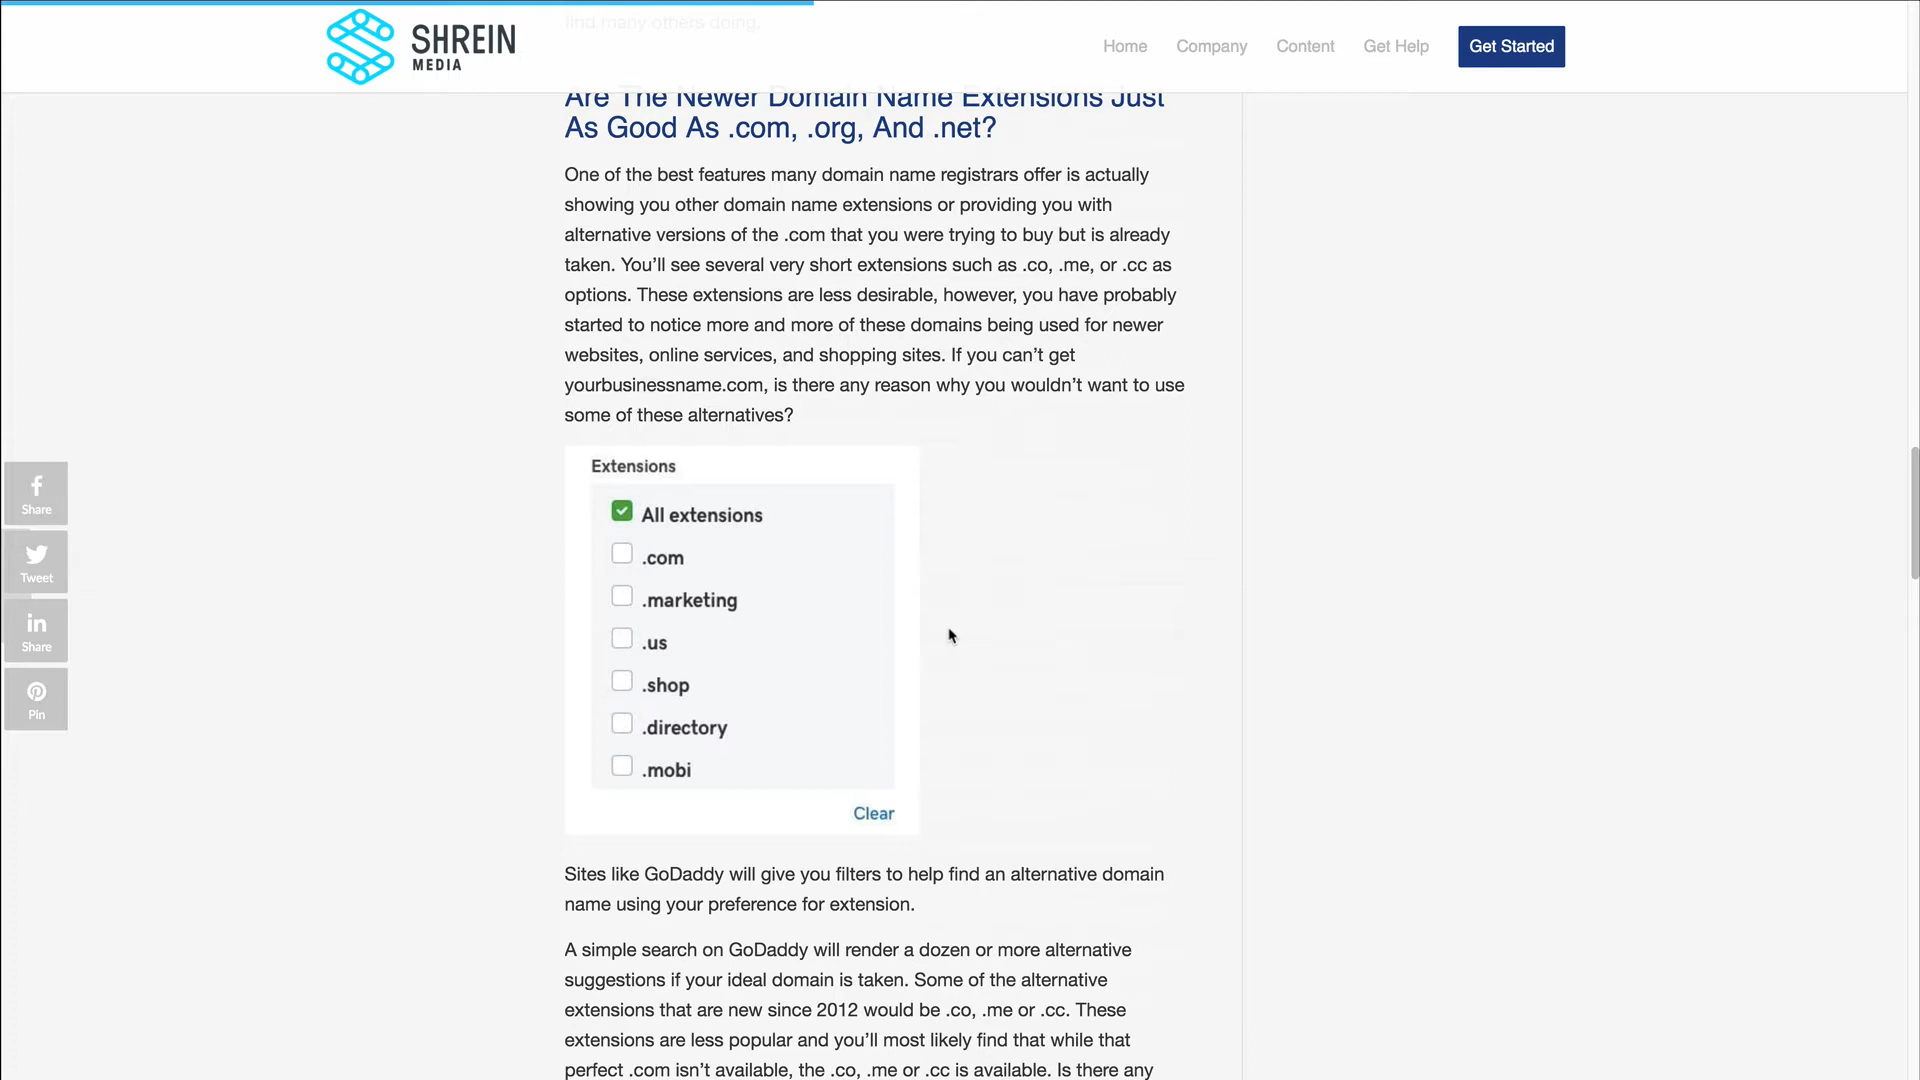 find many others doing.
SHREIN
MEDIA
Home
Company
Content
Get Help
Get Started
Are The Newer Domain Name Extensions Just
As Good As .com, .org, And .net?
One of the best features many domain name registrars offer is actually
showing you other domain name extensions or providing you with
alternative versions of the .com that you were trying to buy but is already
taken. You’ll see several very short extensions such as .co, .me, or .cc as
options. These extensions are less desirable, however, you have probably
started to notice more and more of these domains being used for newer
websites, online services, and shopping sites. If you can’t get
yourbusinessname.com, is there any reason why you wouldn’t want to use
some of these alternatives?
Extensions
All extensions
.com
.marketing
.us
.shop
.directory
.mobi
Clear
Share
Tweet
Share
Pin
Sites like GoDaddy will give you filters to help find an alternative domain
name using your preference for extension.
A simple search on GoDaddy will render a dozen or more alternative
suggestions if your ideal domain is taken. Some of the alternative
extensions that are new since 2012 would be .co, .me or .cc. These
extensions are less popular and you’ll most likely find that while that
perfect .com isn’t available, the .co, .me or .cc is available. Is there any